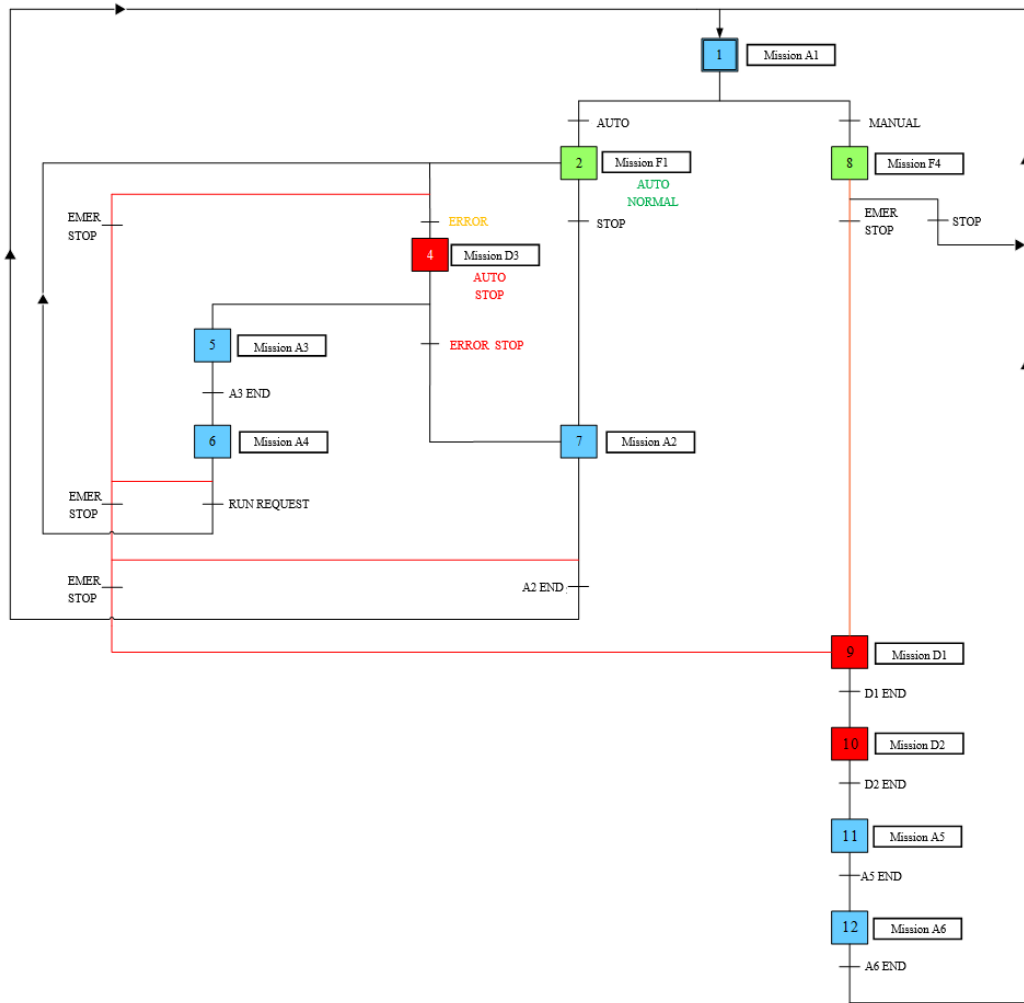 1
Mission A1
AUTO
MANUAL
2
Mission F1
8
Mission F4
AUTO
NORMAL
EMER
STOP
ERROR
STOP
EMER
STOP
STOP
4
Mission D3
AUTO
STOP
5
Mission A3
ERROR STOP
A3 END
6
Mission A4
7
Mission A2
EMER
STOP
RUN REQUEST
EMER
STOP
A2 END
9
Mission D1
D1 END
10
Mission D2
D2 END
11
Mission A5
A5 END
12
Mission A6
A6 END